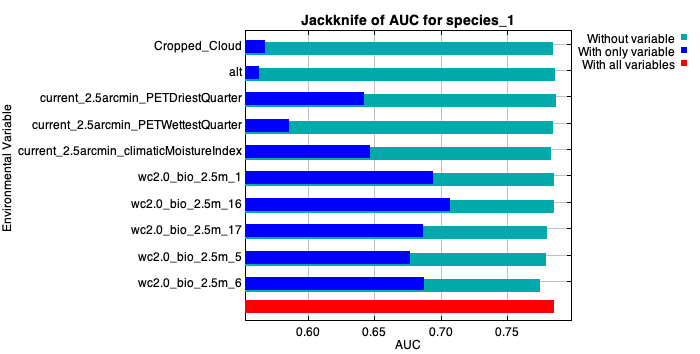 Jackknife of AUC for species_1
Without variable
With only variable
With all variables
Environmental Variable
Cropped_Cloud
alt
current_2.5arcmin_PETDriestQuarter
current_2.5arcmin_PETWettestQuarter
current_2.5arcmin_climaticMoistureIndex
wc2.0_bio_2.5m_1
wc2.0_bio_2.5m_16
wc2.0_bio_2.5m_17
wc2.0_bio_2.5m_5
wc2.0_bio_2.5m_6
0.60 0.65 0.70 0.75
AUC